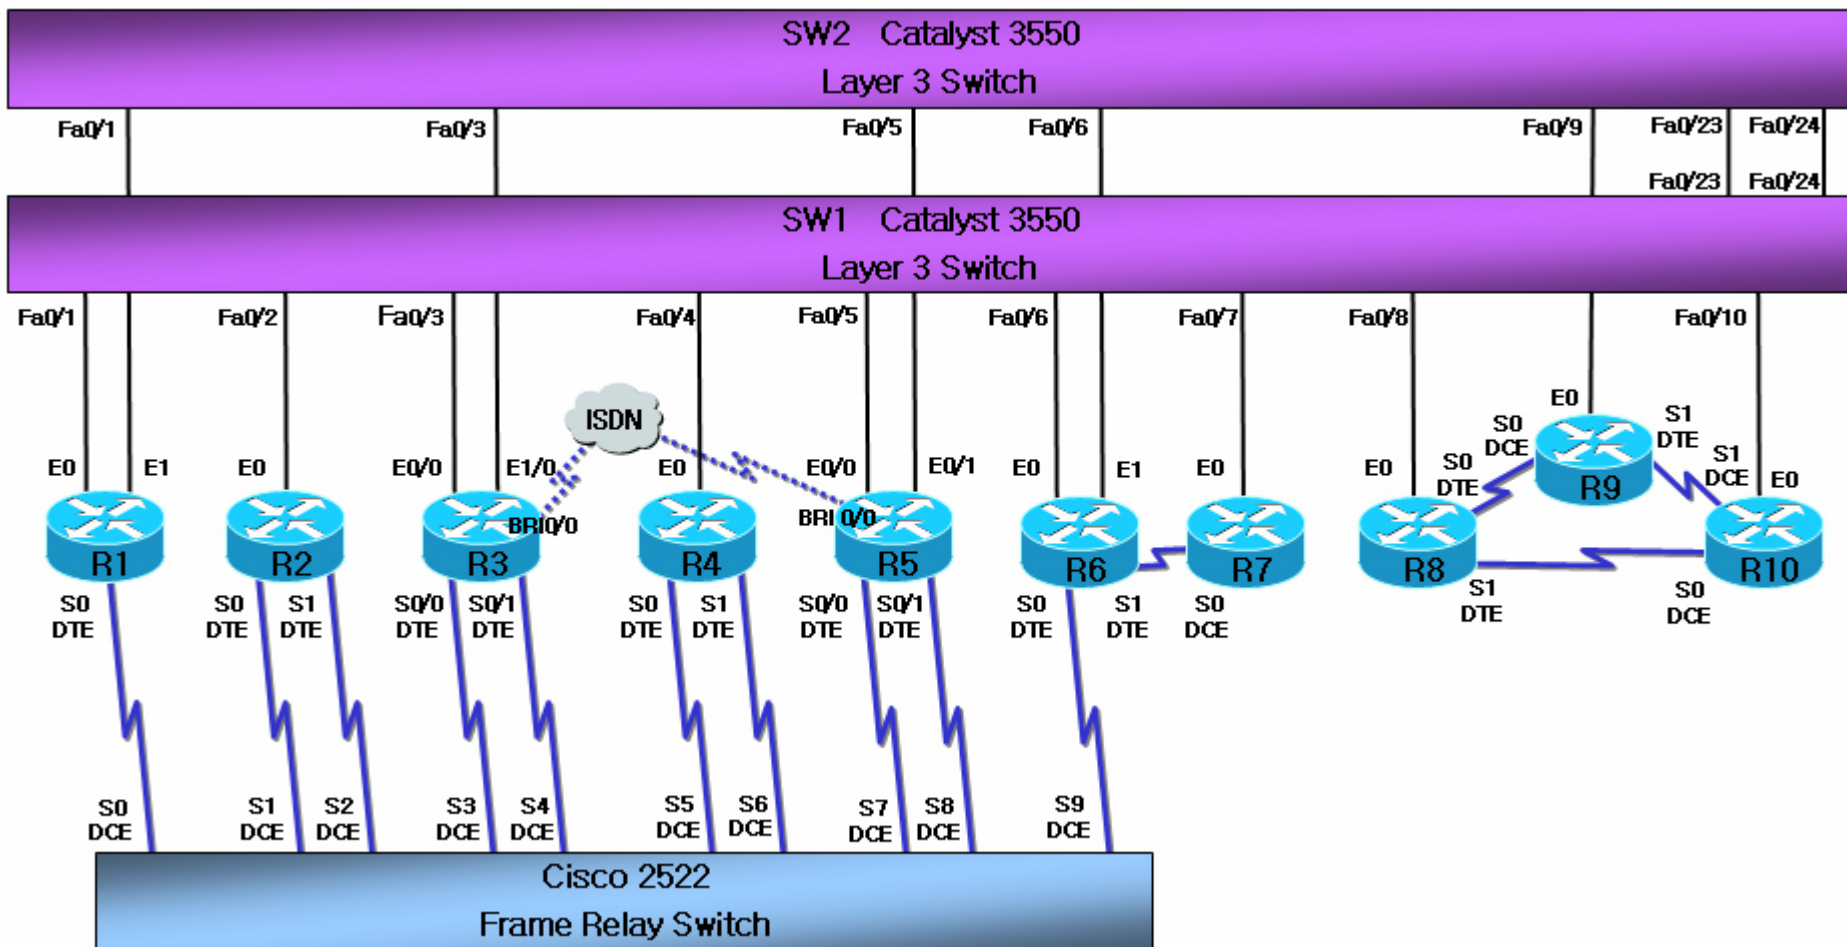 SW2 Catalyst 3550
Layer 3 Switch
Fa0/1 Fa0/3 Fa0/5 Fa0/6 Fa0/9 Fa0/23 Fa0/24
Fa0/23 Fa0/24
SW1 Catalyst 3550
Layer 3 Switch
Fa0/1 Fa0/2 Fa0/3 Fa0/4 Fa0/5 Fa0/6 Fa0/7 Fa0/8 Fa0/10
ISDN
E0
S0
DCE
S1
DTE
E0 E1 E0 E0/0 E1/0 E0 E0/0 E0/1 E0 E1 E0 E0
S0
DTE
S1
DCE
E0
R9
BRI0/0 BRI 0/0
R1 R2 R3 R4 R5 R6 R7 R8 R10
S0 S0 S1 S0/0 S0/1 S0 S1 S0/0 S0/1 S0 S1 S0 S1 S0
DTE DTE DTE DTE DTE DTE DTE DTE DTE DTE DTE DCE DTE DCE
S0 S1 S2 S3 S4 S5 S6 S7 S8 S9
DCE DCE DCE DCE DCE DCE DCE DCE DCE DCE
Cisco 2522
Frame Relay Switch